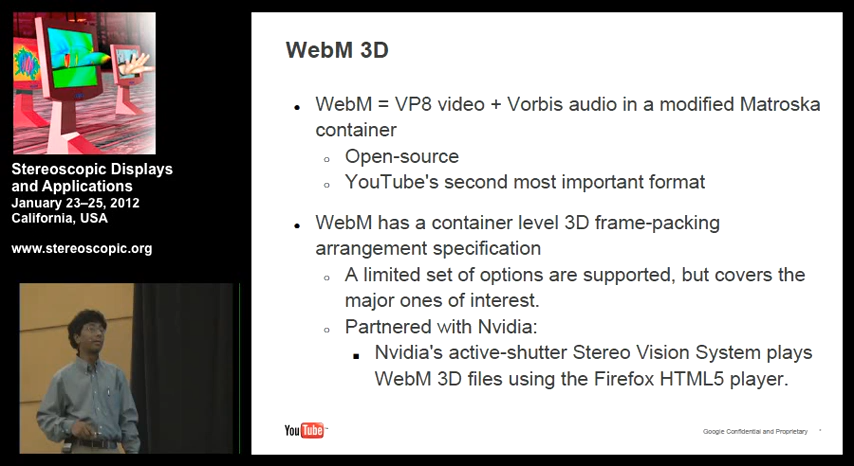 Stereoscopic Displays
and Applications
January 23–25, 2012
California, USA
www.stereoscopic.org
WebM 3D
• WebM = VP8 video + Vorbis audio in a modified Matroska
container
○ Open-source
○ YouTube's second most important format
• WebM has a container level 3D frame-packing
arrangement specification
○ A limited set of options are supported, but covers the
major ones of interest.
○ Partnered with Nvidia:
■ Nvidia's active-shutter Stereo Vision System plays
WebM 3D files using the Firefox HTML5 player.
YouTube
Google Confidential and Proprietary